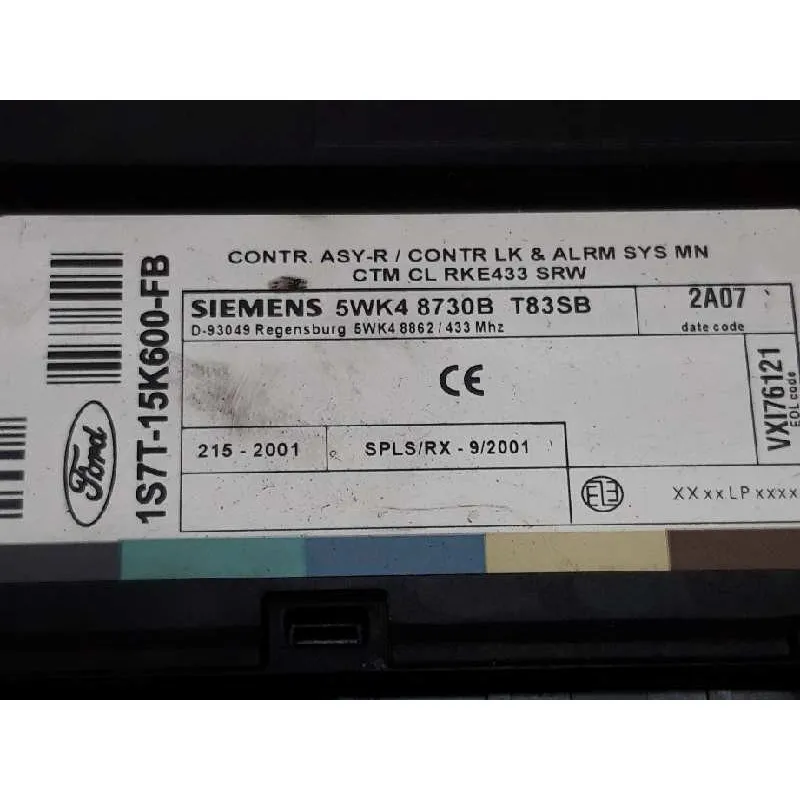 CONTR. ASY-R / CONTR LK & ALRM SYS MN
CTM CL RKE433 SRW
SIEMENS 5WK4 8730B T83SB
D-93049 Regensburg 5WK4 8862 / 433 Mhz
2A07
date code
CE
VXI76121
EOL code
215 - 2001
SPLS/RX - 9/2001
XXxxLPxxxx
Ford
1S7T-15K600-FB